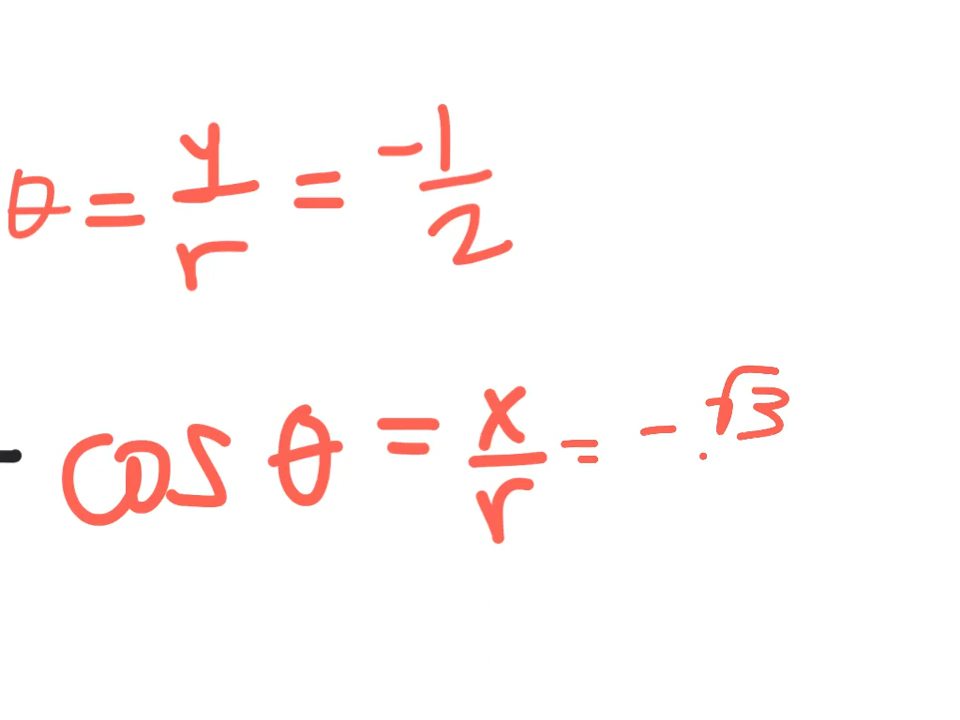 θ = y/r = -1/2
cos θ = x/r = - √3